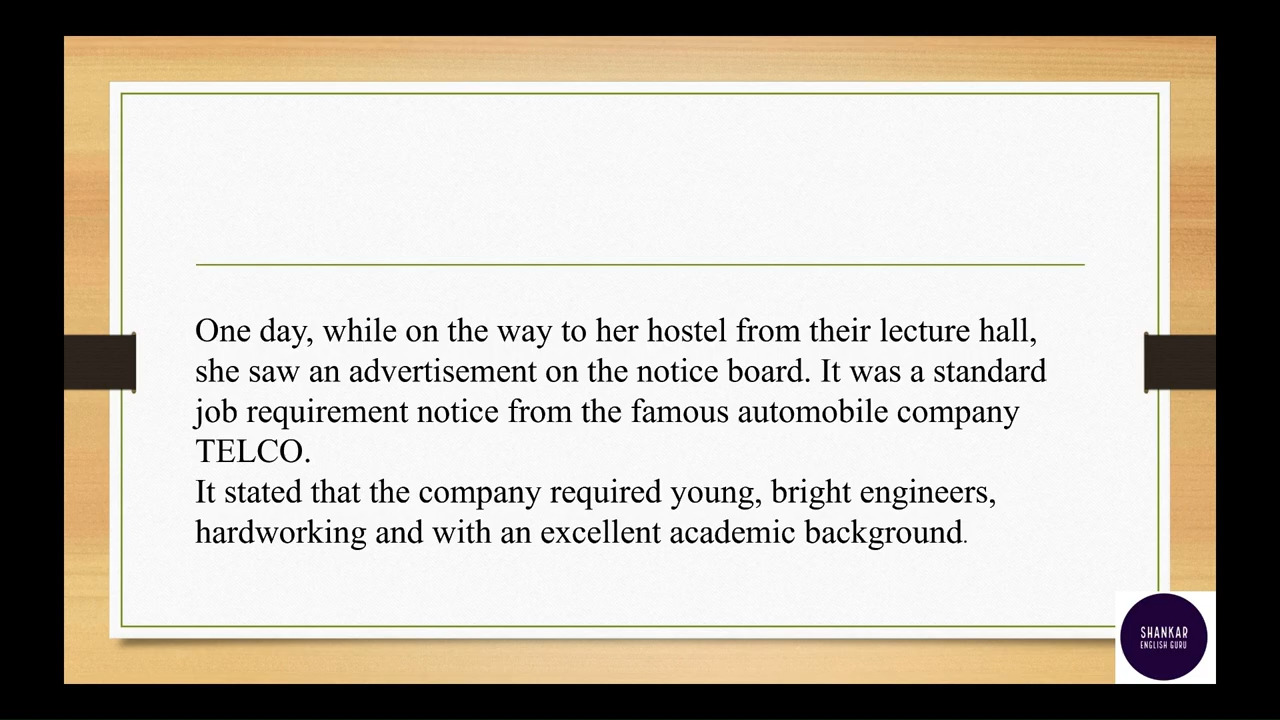 One day, while on the way to her hostel from their lecture hall,
she saw an advertisement on the notice board. It was a standard
job requirement notice from the famous automobile company
TELCO.
It stated that the company required young, bright engineers,
hardworking and with an excellent academic background.
SHANKAR
ENGLISH GURU